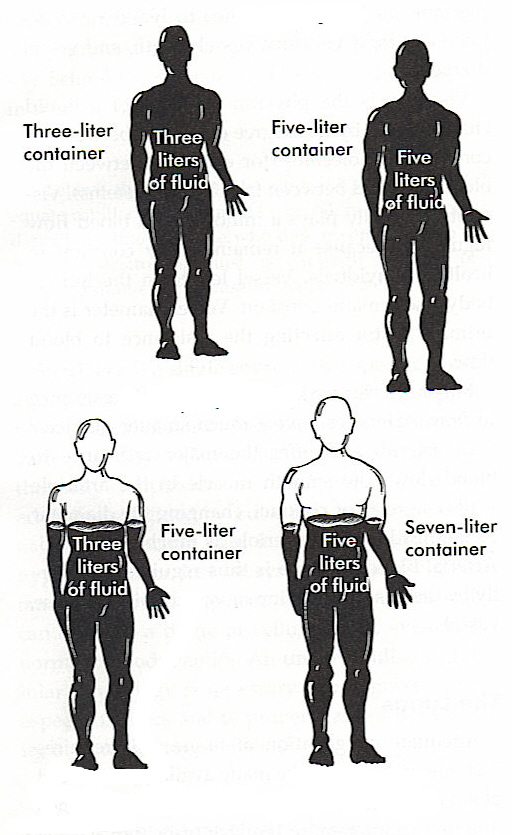 Three-liter
container
Three
liters
of fluid
Five-liter
container
Five
liters
of fluid
Three
liters
of fluid
Five-liter
container
Five
liters
of fluid
Seven-liter
container